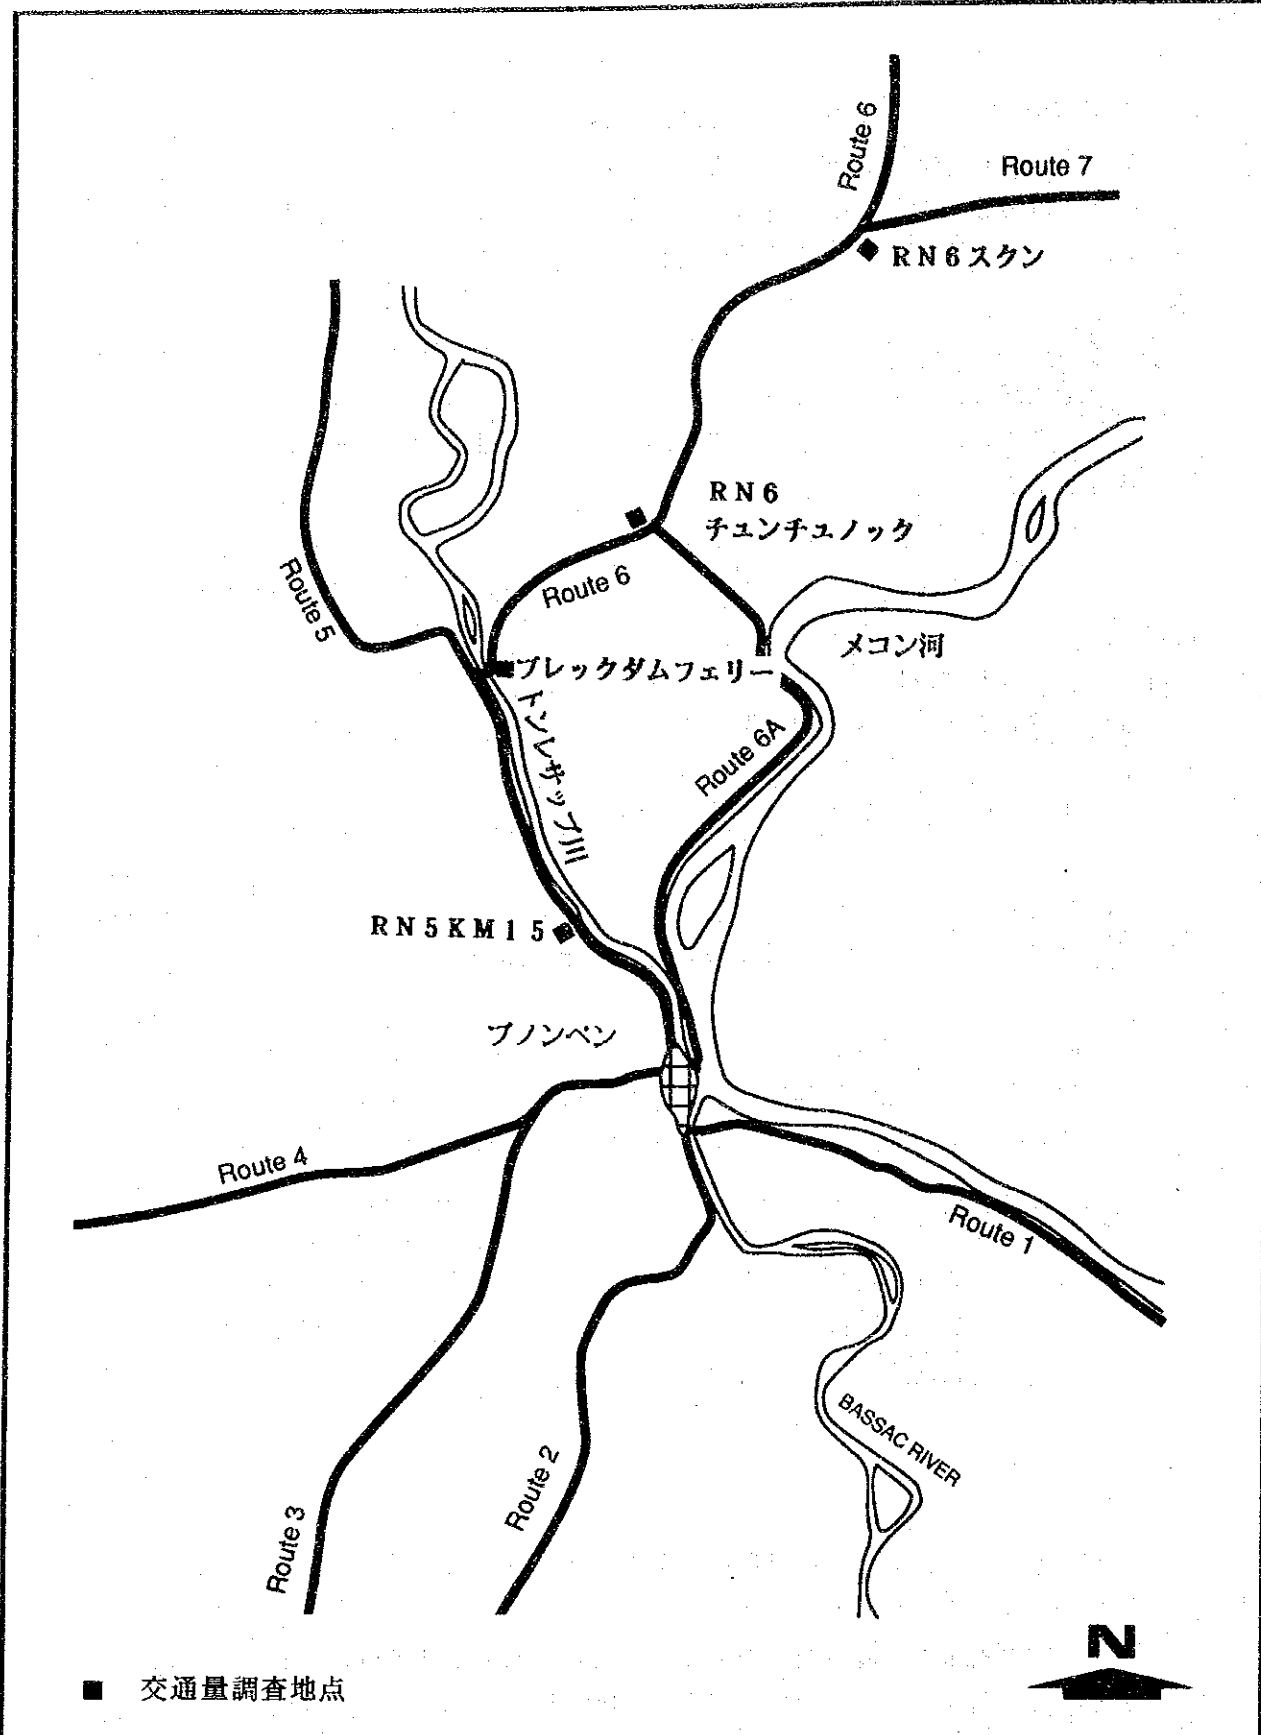 Route 6
Route 7
RN6スクン
RN6
チュンチュノック
Route 6
Route 5
メコン河
プレックダムフェリー
トンレサップ川
Route 6A
RN5KM15
プノンペン
Route 4
Route 1
BASSAC RIVER
Route 2
Route 3
N
■ 交通量調査地点